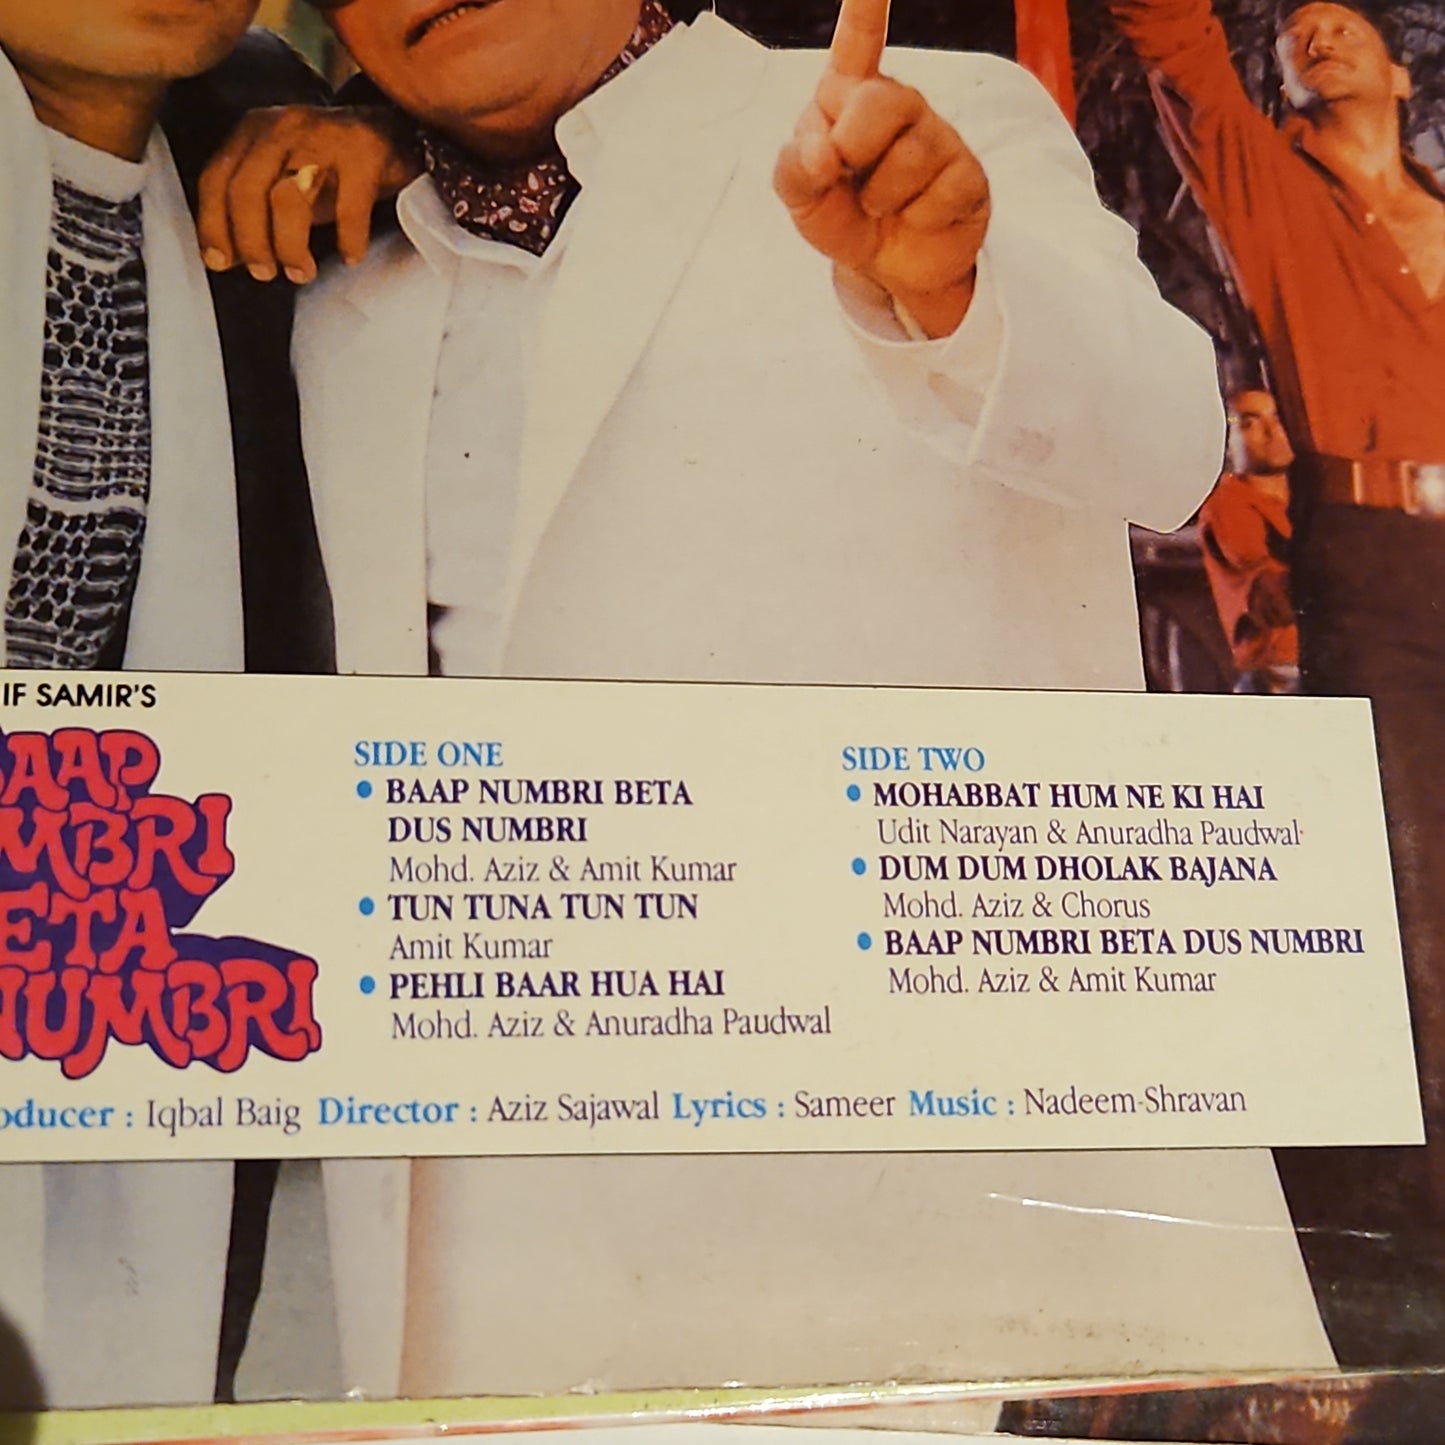 IF SAMIR'S
BAAP
UMBRI
ETA
NUMBRI
SIDE ONE
• BAAP NUMBRI BETA
DUS NUMBRI
Mohd. Aziz & Amit Kumar
• TUN TUNA TUN TUN
Amit Kumar
• PEHLI BAAR HUA HAI
Mohd. Aziz & Anuradha Paudwal
SIDE TWO
• MOHABBAT HUM NE KI HAI
Udit Narayan & Anuradha Paudwal
• DUM DUM DHOLAK BAJANA
Mohd. Aziz & Chorus
• BAAP NUMBRI BETA DUS NUMBRI
Mohd. Aziz & Amit Kumar
oducer : Iqbal Baig Director : Aziz Sajawal Lyrics : Sameer Music : Nadeem-Shravan